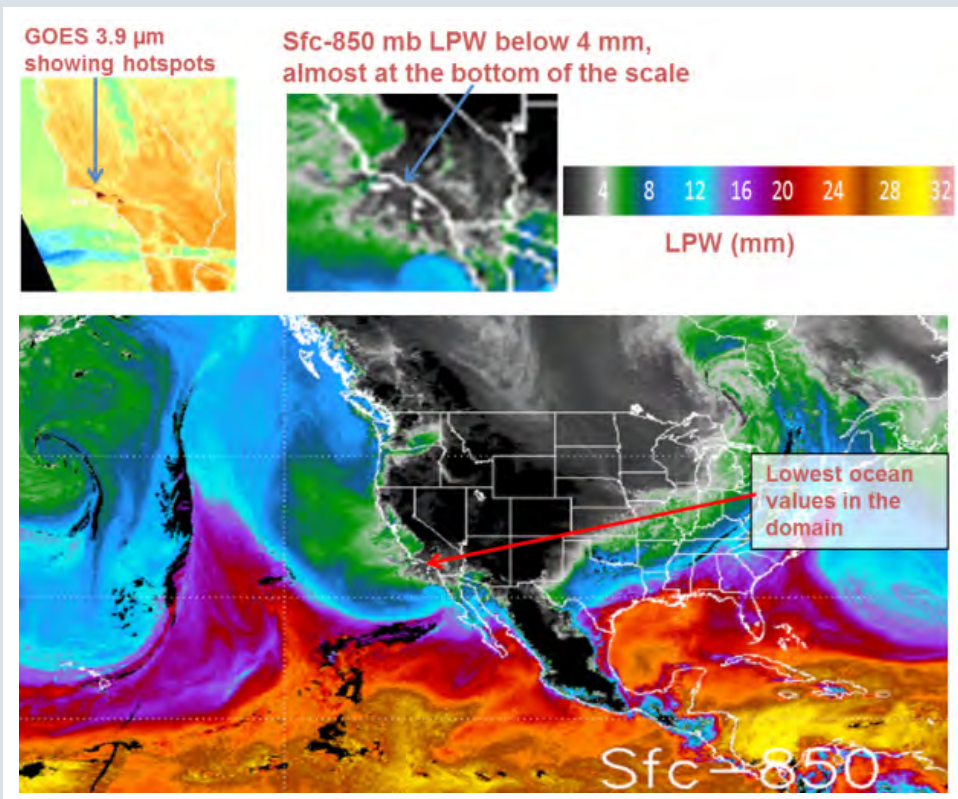 GOES 3.9 µm
showing hotspots
Sfc-850 mb LPW below 4 mm,
almost at the bottom of the scale
4 8 12 16 20 24 28 32
LPW (mm)
Lowest ocean
values in the
domain
Sfc-850